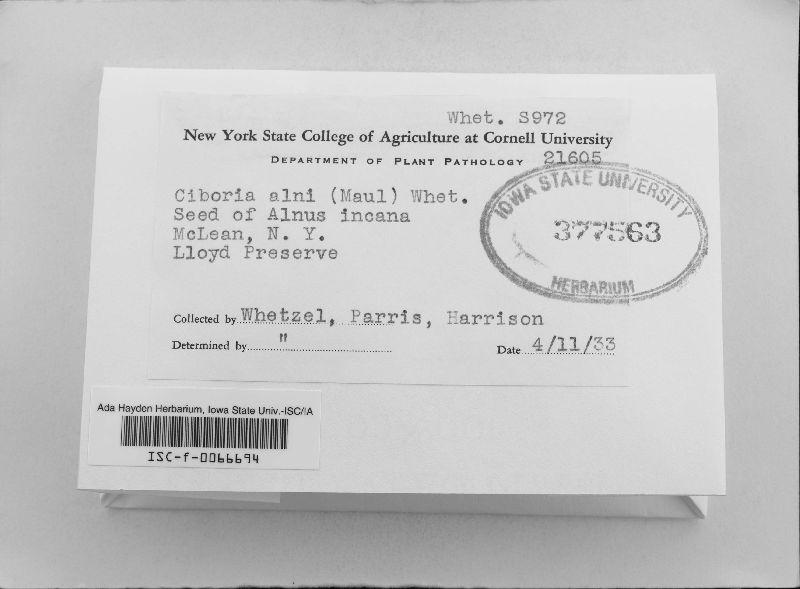 Whet. S972
New York State College of Agriculture at Cornell University
Department of Plant Pathology 21605
Ciboria alni (Maul) Whet.
Seed of Alnus incana
McLean, N. Y.
Lloyd Preserve
IOWA STATE UNIVERSITY
377563
HERBARIUM
Collected by Whetzel, Parris, Harrison
Determined by "
Date 4/11/33
Ada Hayden Herbarium, Iowa State Univ.-ISC/IA
ISC-f-0066694